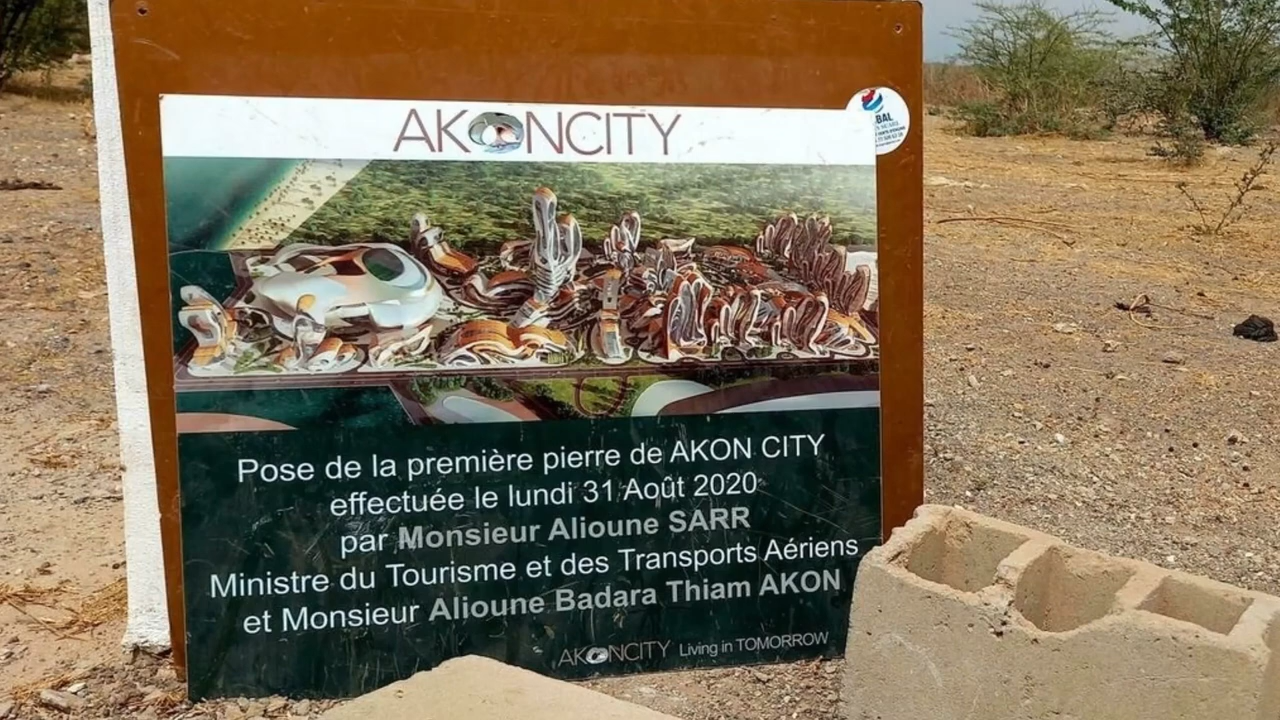 AKONCITY
BAL
Pose de la première pierre de AKON CITY
effectuée le lundi 31 Août 2020
par Monsieur Alioune SARR
Ministre du Tourisme et des Transports Aériens
et Monsieur Alioune Badara Thiam AKON
AKONCITY Living in TOMORROW